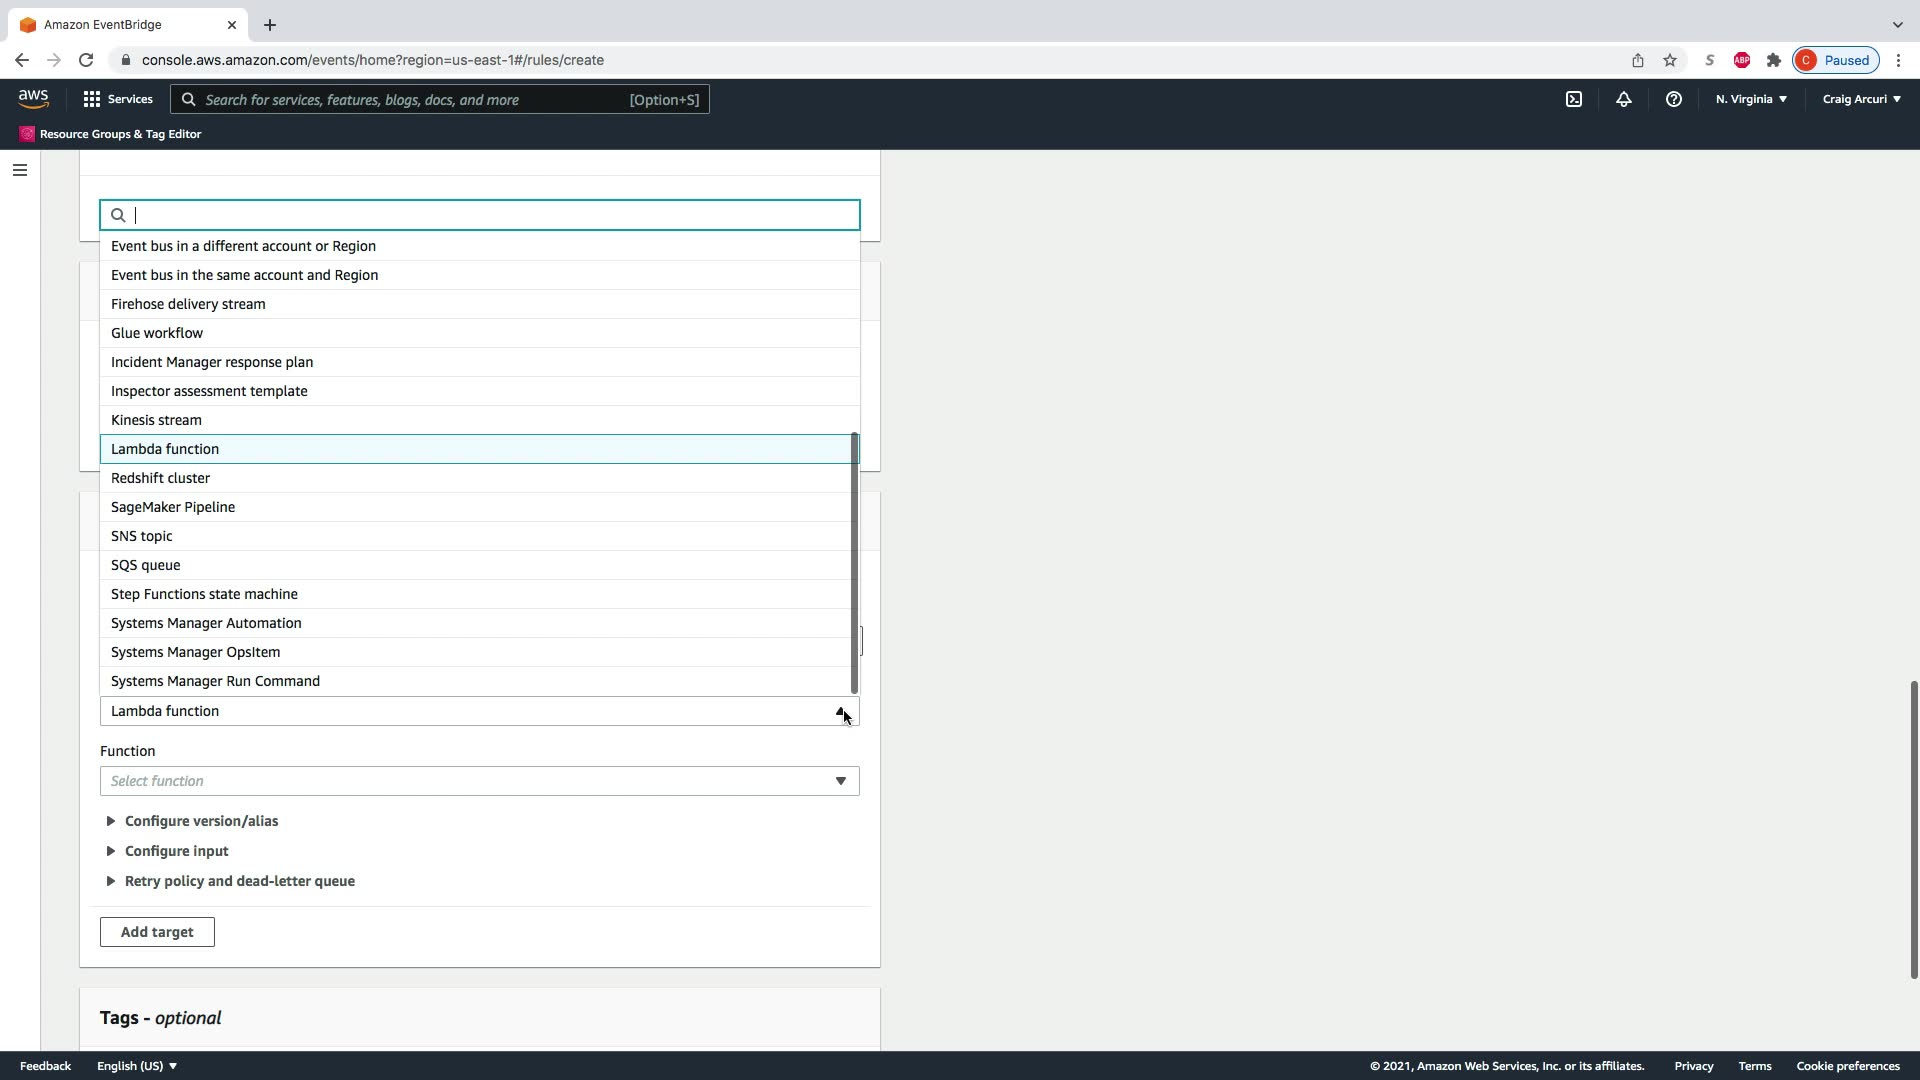 Amazon EventBridge
console.aws.amazon.com/events/home?region=us-east-1#/rules/create
ABP
C Paused
aws
Services
Search for services, features, blogs, docs, and more [Option+S]
N. Virginia
Craig Arcuri
Resource Groups & Tag Editor
Event bus in a different account or Region
Event bus in the same account and Region
Firehose delivery stream
Glue workflow
Incident Manager response plan
Inspector assessment template
Kinesis stream
Lambda function
Redshift cluster
SageMaker Pipeline
SNS topic
SQS queue
Step Functions state machine
Systems Manager Automation
Systems Manager OpsItem
Systems Manager Run Command
Lambda function
Function
Select function
Configure version/alias
Configure input
Retry policy and dead-letter queue
Add target
Tags - optional
Feedback English (US) © 2021, Amazon Web Services, Inc. or its affiliates. Privacy Terms Cookie preferences